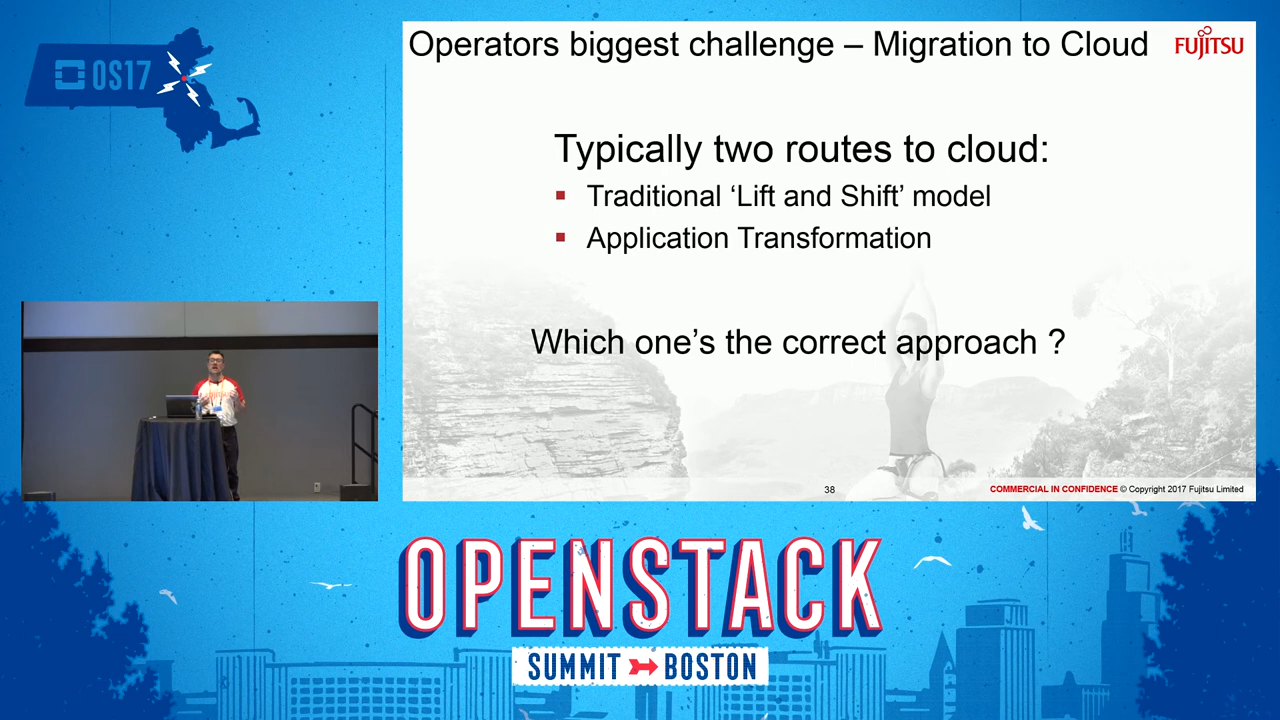 OS17
Operators biggest challenge – Migration to Cloud
FUJITSU
Typically two routes to cloud:
▪ Traditional ‘Lift and Shift’ model
▪ Application Transformation
Which one’s the correct approach ?
38
COMMERCIAL IN CONFIDENCE © Copyright 2017 Fujitsu Limited
OPENSTACK
SUMMIT BOSTON